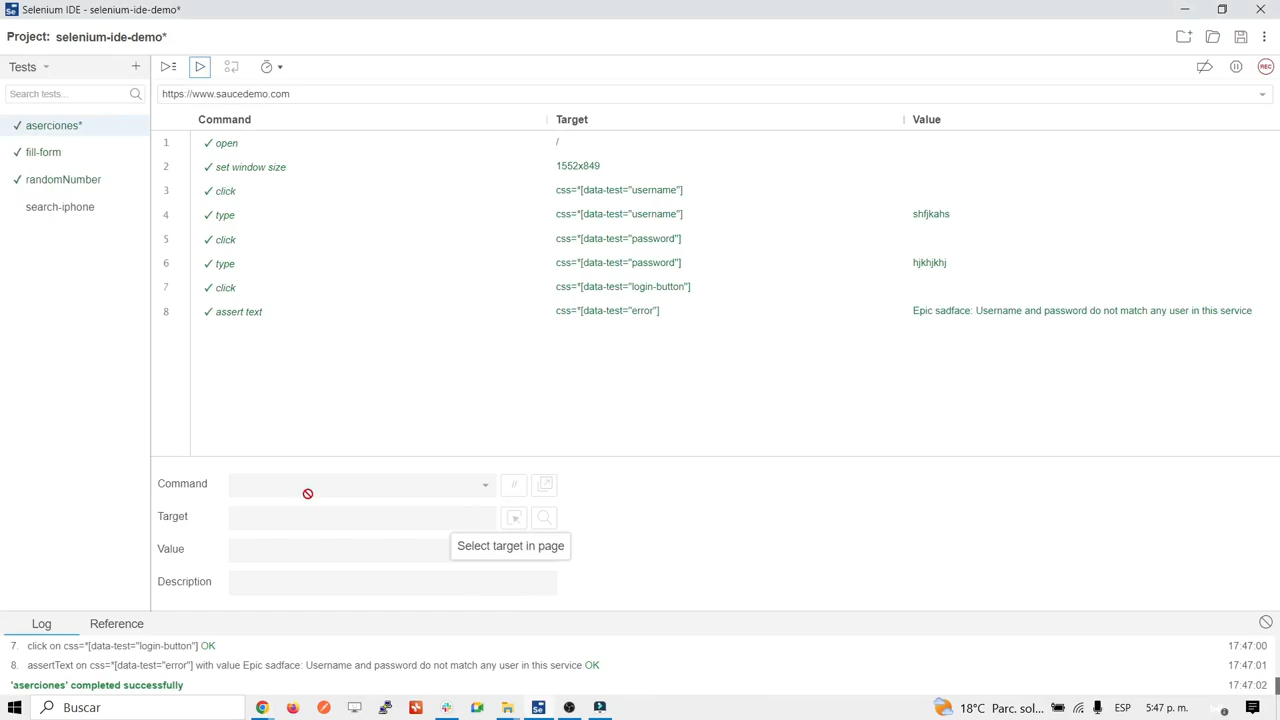 Selenium IDE - selenium-ide-demo*
Project: selenium-ide-demo*
Tests
https://www.saucedemo.com
Search tests...
Command Target Value
aserciones*
fill-form
randomNumber
search-iphone
1 open /
2 set window size 1552x849
3 click css=*[data-test="username"]
4 type css=*[data-test="username"] shfjkahs
5 click css=*[data-test="password"]
6 type css=*[data-test="password"] hjkhjkhj
7 click css=*[data-test="login-button"]
8 assert text css=*[data-test="error"] Epic sadface: Username and password do not match any user in this service
REC
Command //
Target
Value
Select target in page
Description
Log Reference
7. click on css=*[data-test="login-button"] OK 17:47:00
8. assertText on css=*[data-test="error"] with value Epic sadface: Username and password do not match any user in this service OK 17:47:01
'aserciones' completed successfully 17:47:02
Buscar
Se
18°C Parc. sol... ESP 5:47 p. m.